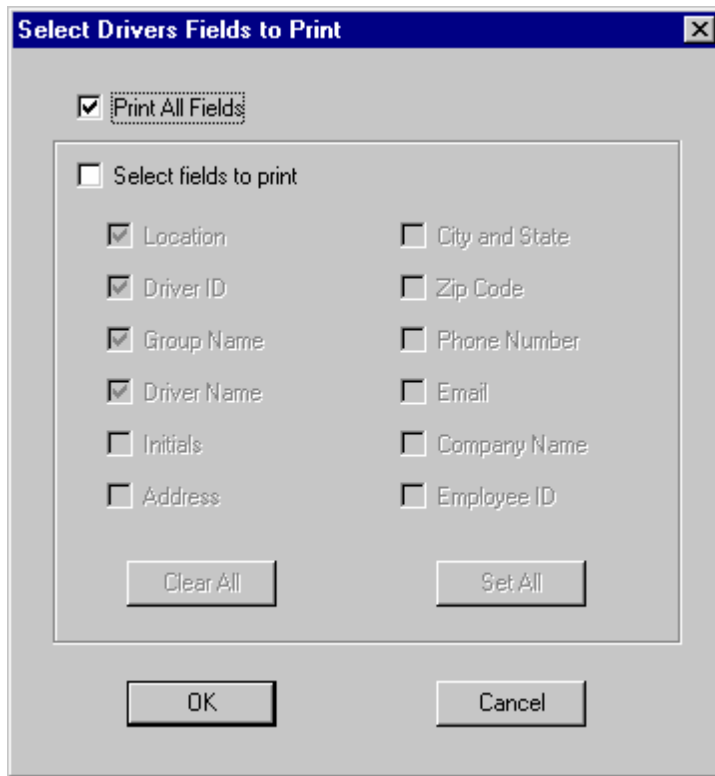 Select Drivers Fields to Print
Print All Fields
Select fields to print
Location
City and State
Driver ID
Zip Code
Group Name
Phone Number
Driver Name
Email
Initials
Company Name
Address
Employee ID
Clear All
Set All
OK
Cancel